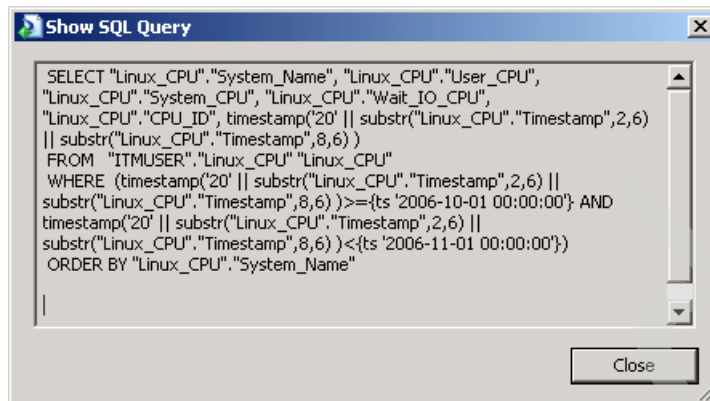 Show SQL Query
SELECT "Linux_CPU"."System_Name", "Linux_CPU"."User_CPU",
"Linux_CPU"."System_CPU", "Linux_CPU"."Wait_IO_CPU",
"Linux_CPU"."CPU_ID", timestamp('20' || substr("Linux_CPU"."Timestamp",2,6)
|| substr("Linux_CPU"."Timestamp",8,6) )
FROM   "ITMUSER"."Linux_CPU" "Linux_CPU"
WHERE  (timestamp('20' || substr("Linux_CPU"."Timestamp",2,6) ||
substr("Linux_CPU"."Timestamp",8,6) )>={ts '2006-10-01 00:00:00'} AND
timestamp('20' || substr("Linux_CPU"."Timestamp",2,6) ||
substr("Linux_CPU"."Timestamp",8,6) )<{ts '2006-11-01 00:00:00'})
ORDER BY "Linux_CPU"."System_Name"
Close